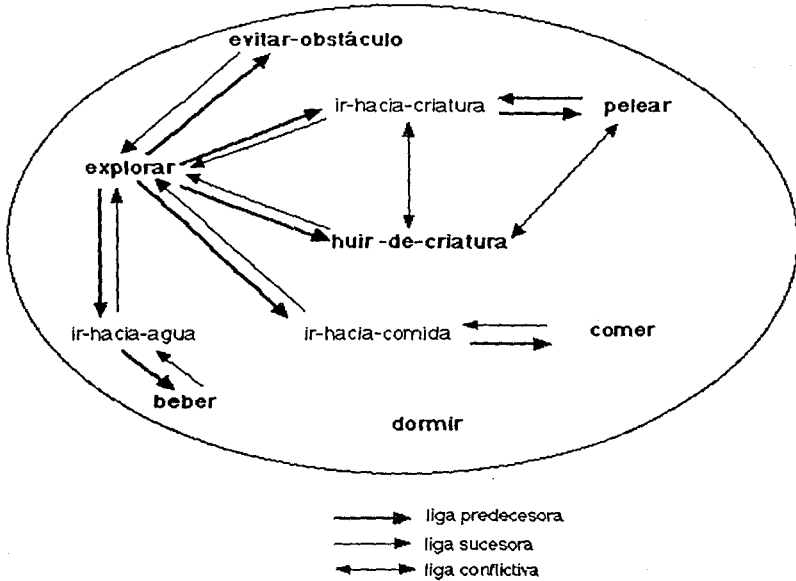 evitar-obstáculo
ir-hacia-criatura
pelear
explorar
huir -de-criatura
ir-hacia-agua
ir-hacia-comida
comer
beber
dormir
liga predecesora
liga sucesora
liga conflictiva